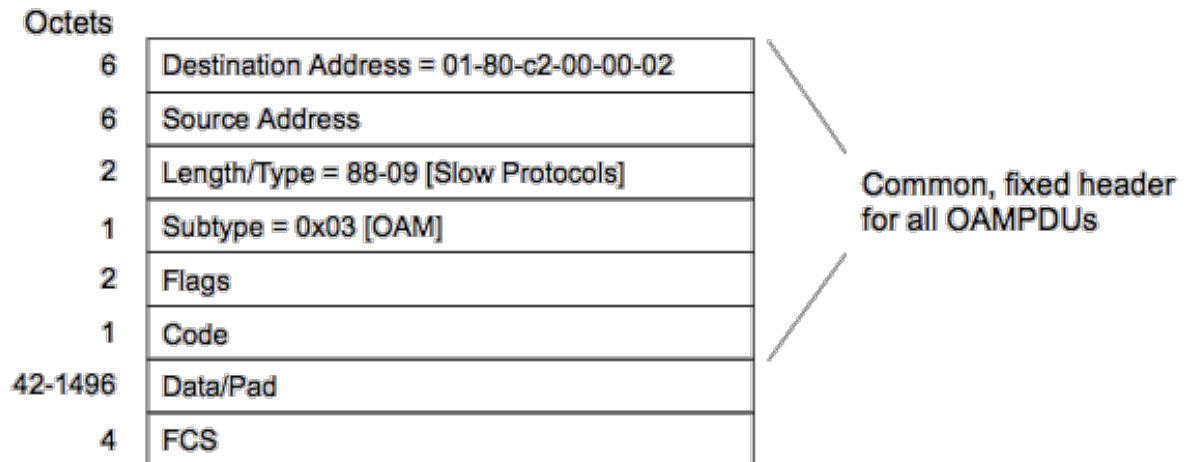 Octets
6 Destination Address = 01-80-c2-00-00-02
6 Source Address
2 Length/Type = 88-09 [Slow Protocols]
1 Subtype = 0x03 [OAM]
2 Flags
1 Code
42-1496 Data/Pad
4 FCS
Common, fixed header
for all OAMPDUs